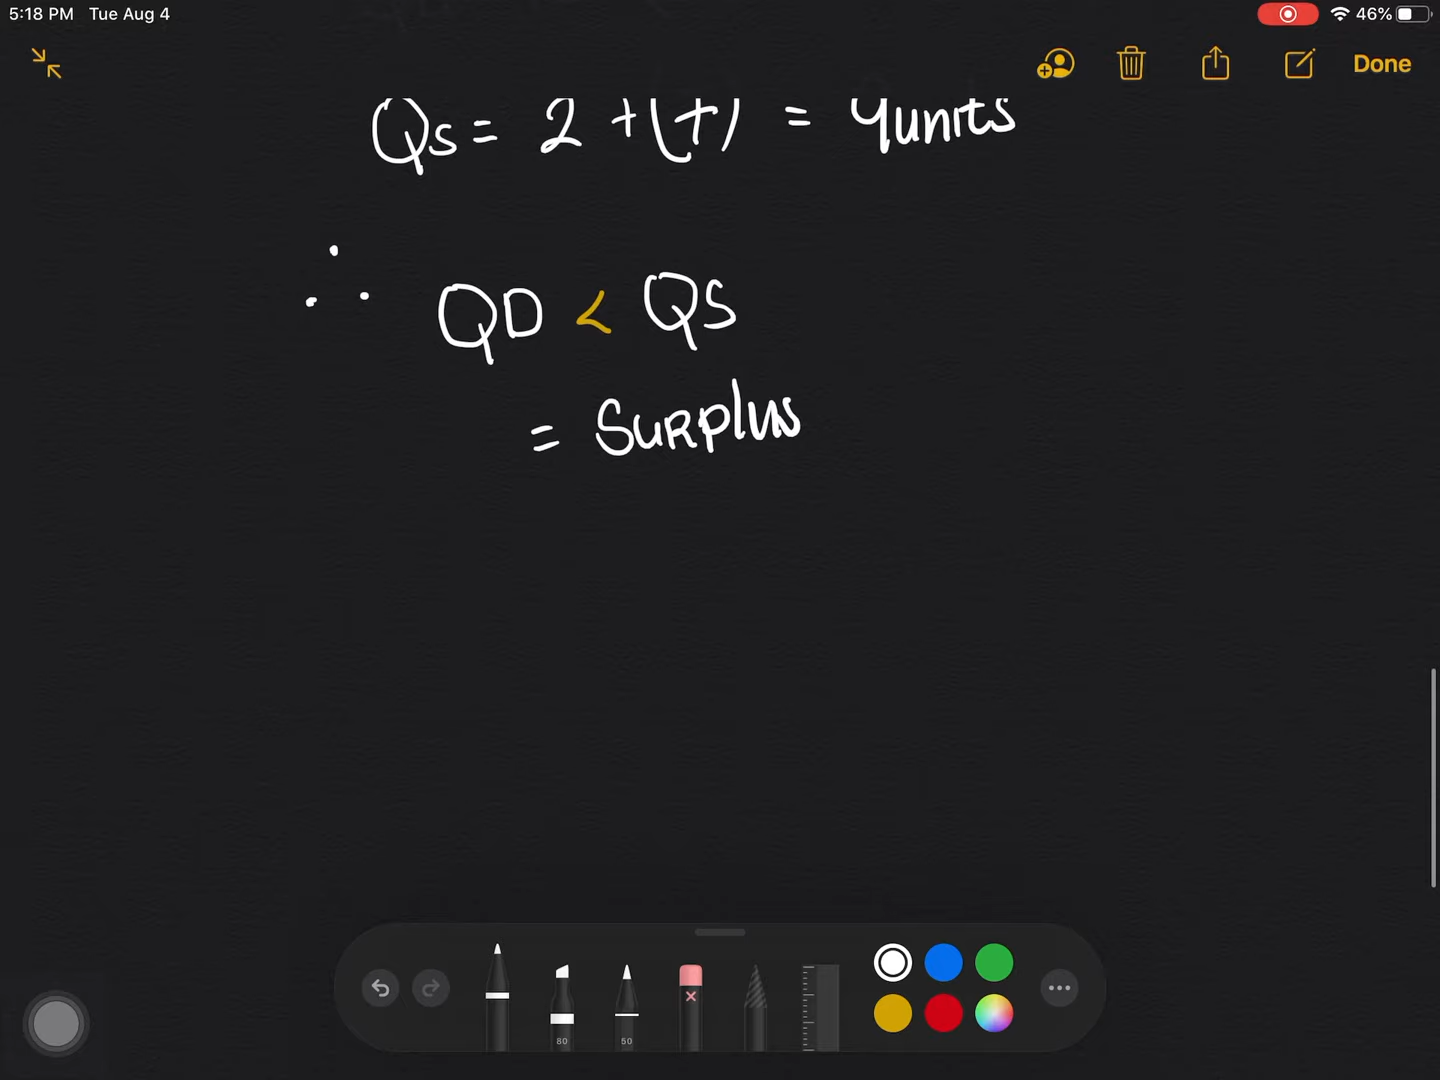 5:18 PM Tue Aug 4 46%
Done
Qs = 2 + (+) = 4units
∴ QD < QS
= Surplus
80 50